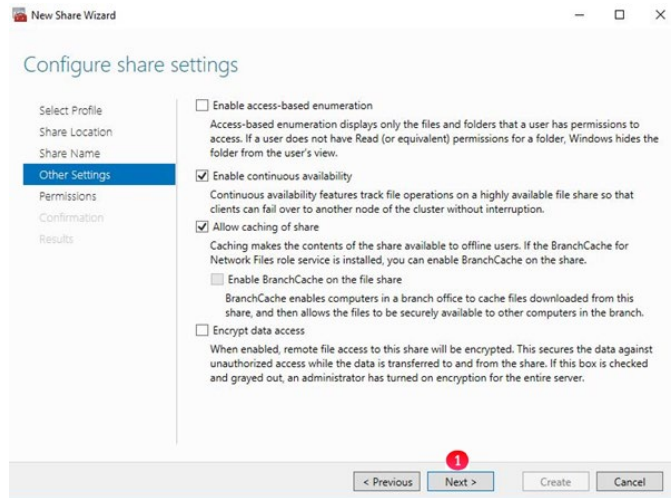 New Share Wizard
Configure share settings
Select Profile
Share Location
Share Name
Other Settings
Permissions
Confirmation
Results
Enable access-based enumeration
Access-based enumeration displays only the files and folders that a user has permissions to
access. If a user does not have Read (or equivalent) permissions for a folder, Windows hides the
folder from the user's view.
Enable continuous availability
Continuous availability features track file operations on a highly available file share so that
clients can fail over to another node of the cluster without interruption.
Allow caching of share
Caching makes the contents of the share available to offline users. If the BranchCache for
Network Files role service is installed, you can enable BranchCache on the share.
Enable BranchCache on the file share
BranchCache enables computers in a branch office to cache files downloaded from this
share, and then allows the files to be securely available to other computers in the branch.
Encrypt data access
When enabled, remote file access to this share will be encrypted. This secures the data against
unauthorized access while the data is transferred to and from the share. If this box is checked
and grayed out, an administrator has turned on encryption for the entire server.
1
< Previous Next > Create Cancel